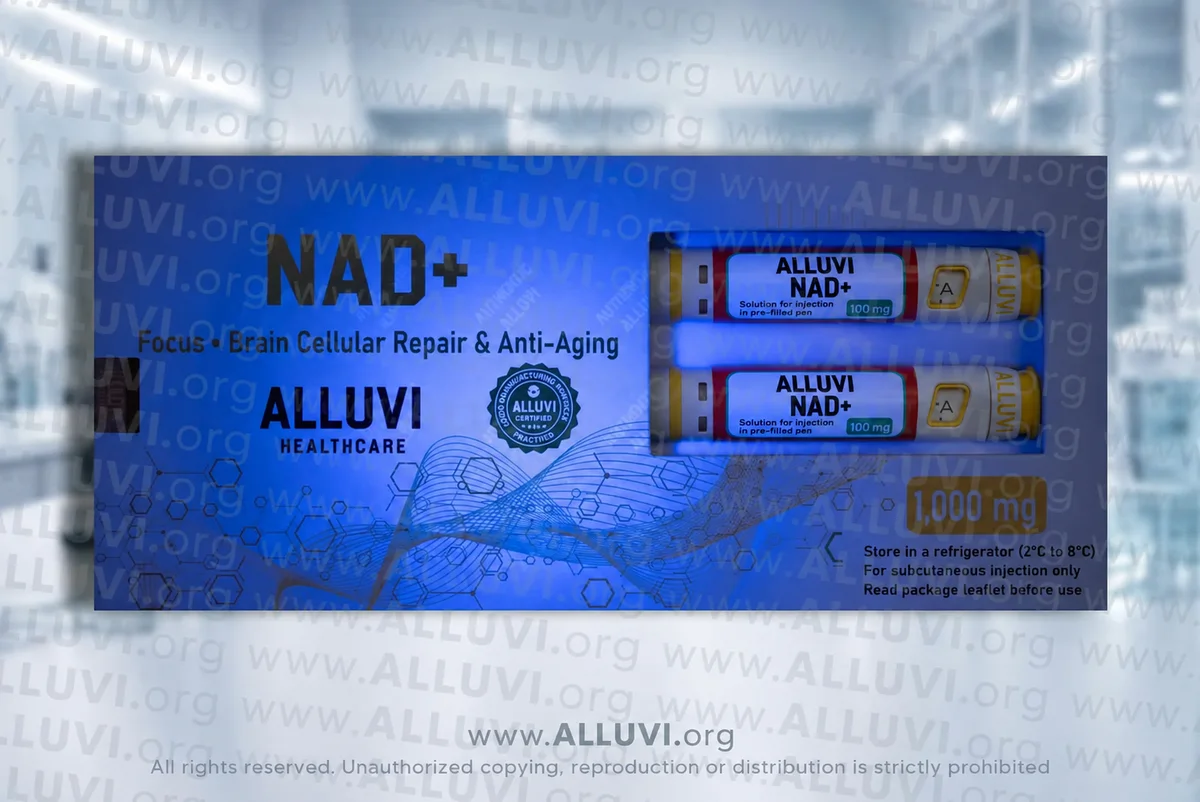 NAD+
Focus • Brain Cellular Repair & Anti-Aging
ALLUVI
HEALTHCARE
ALLUVI
CERTIFIED
ALLUVI
NAD+
Solution for injection
in pre-filled pen
100 mg
A
ALLUVI
ALLUVI
NAD+
Solution for injection
in pre-filled pen
100 mg
A
ALLUVI
1,000 mg
Store in a refrigerator (2°C to 8°C)
For subcutaneous injection only
Read package leaflet before use
www.ALLUVI.org
All rights reserved. Unauthorized copying, reproduction or distribution is strictly prohibited